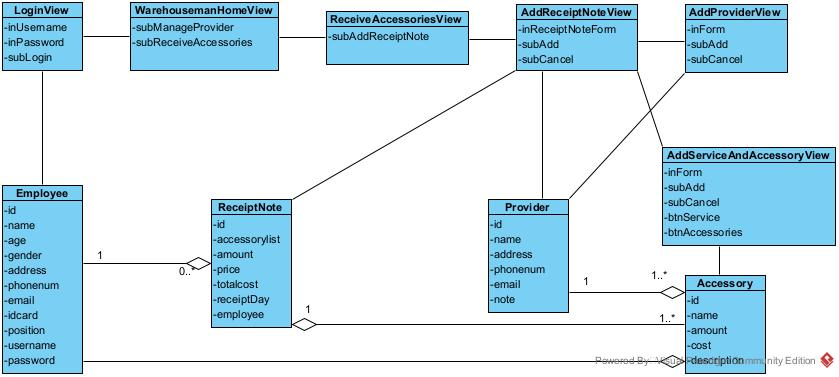 LoginView
-inUsername
-inPassword
-subLogin
WarehousemanHomeView
-subManageProvider
-subReceiveAccessories
ReceiveAccessoriesView
-subAddReceiptNote
AddReceiptNoteView
-inReceiptNoteForm
-subAdd
-subCancel
AddProviderView
-inForm
-subAdd
-subCancel
AddServiceAndAccessoryView
-inForm
-subAdd
-subCancel
-btnService
-btnAccessories
Employee
-id
-name
-age
-gender
-address
-phonenum
-email
-idcard
-position
-username
-password
1
0..*
ReceiptNote
-id
-accessorylist
-amount
-price
-totalcost
-receiptDay
-employee
1
1..*
Provider
-id
-name
-address
-phonenum
-email
-note
1
1..*
Accessory
-id
-name
-amount
-cost
-description
Powered By: Visual Paradigm Community Edition